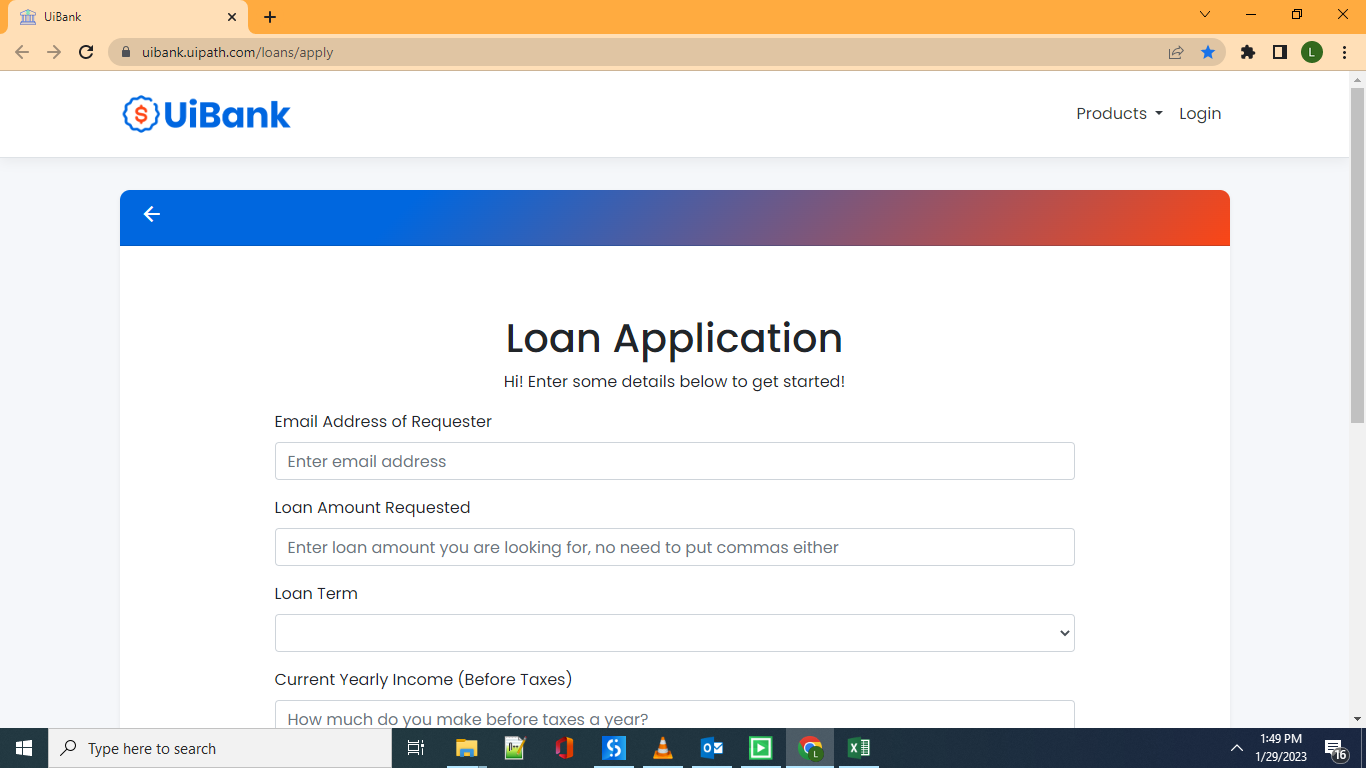 UiBank
uibank.uipath.com/loans/apply
L
$ UiBank
Products
Login
Loan Application
Hi! Enter some details below to get started!
Email Address of Requester
Enter email address
Loan Amount Requested
Enter loan amount you are looking for, no need to put commas either
Loan Term
Current Yearly Income (Before Taxes)
How much do you make before taxes a year?
Type here to search
1:49 PM
1/29/2023
16